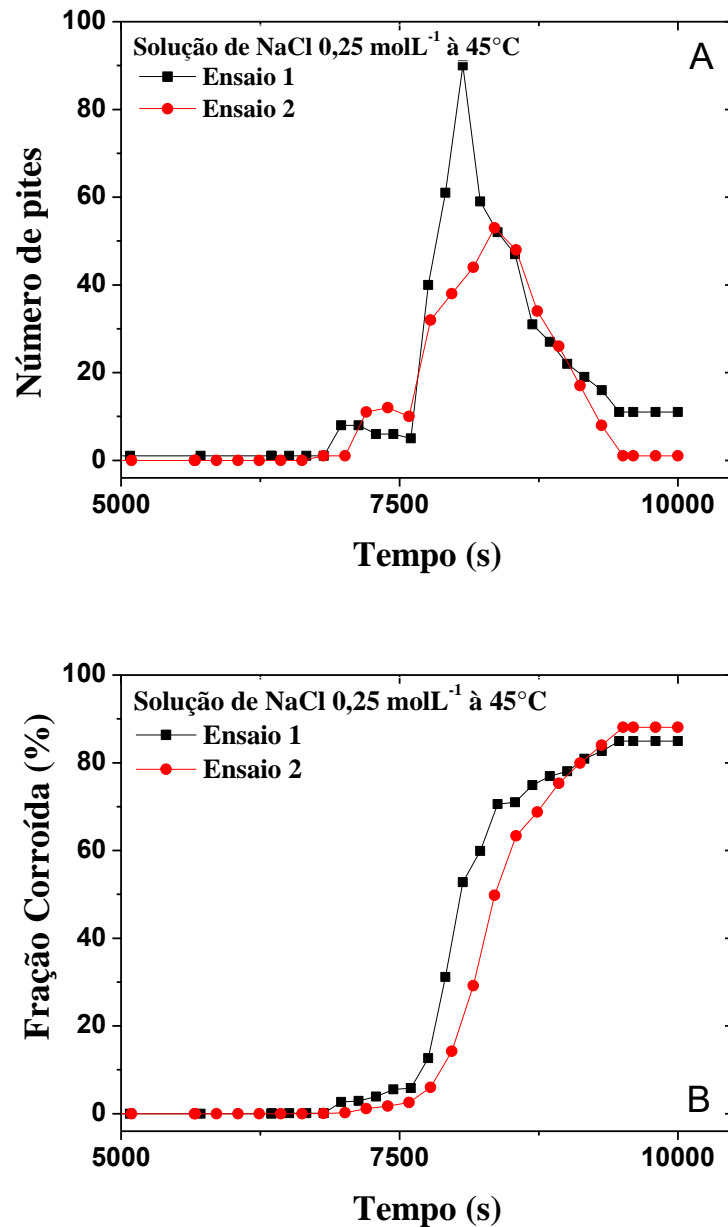 A
Solução de NaCl 0,25 molL⁻¹ à 45°C
Ensaio 1
Ensaio 2
100
80
60
40
20
0
Número de pites
5000
7500
10000
Tempo (s)
Solução de NaCl 0,25 molL⁻¹ à 45°C
Ensaio 1
Ensaio 2
100
80
60
40
20
0
Fração Corroída (%)
B
5000
7500
10000
Tempo (s)